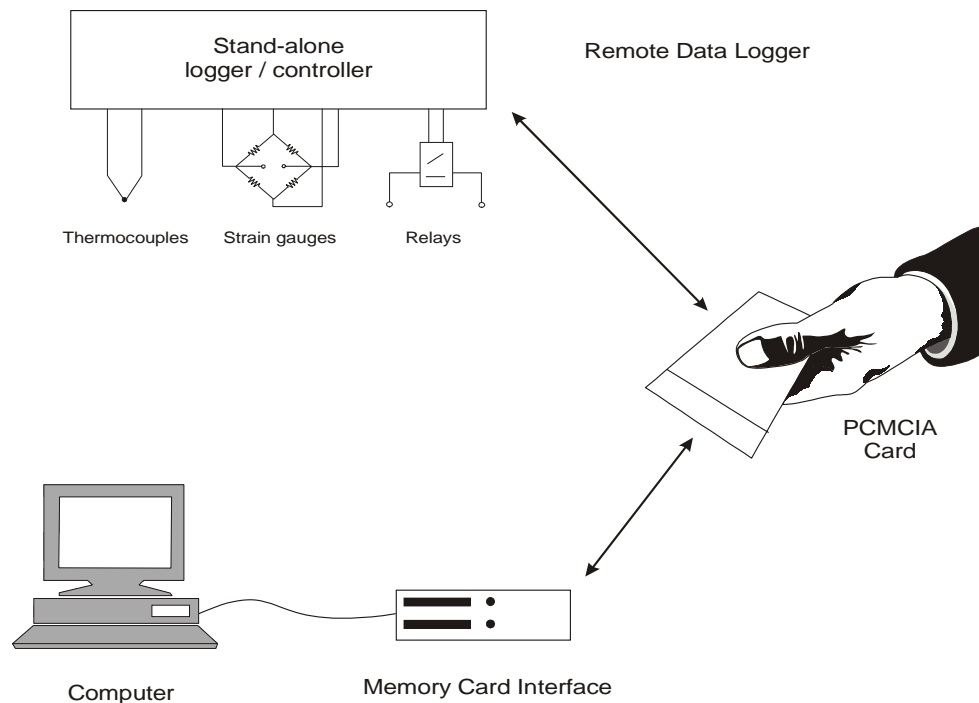 Stand-alone
logger / controller
Remote Data Logger
Thermocouples
Strain gauges
Relays
PCMCIA
Card
Computer
Memory Card Interface